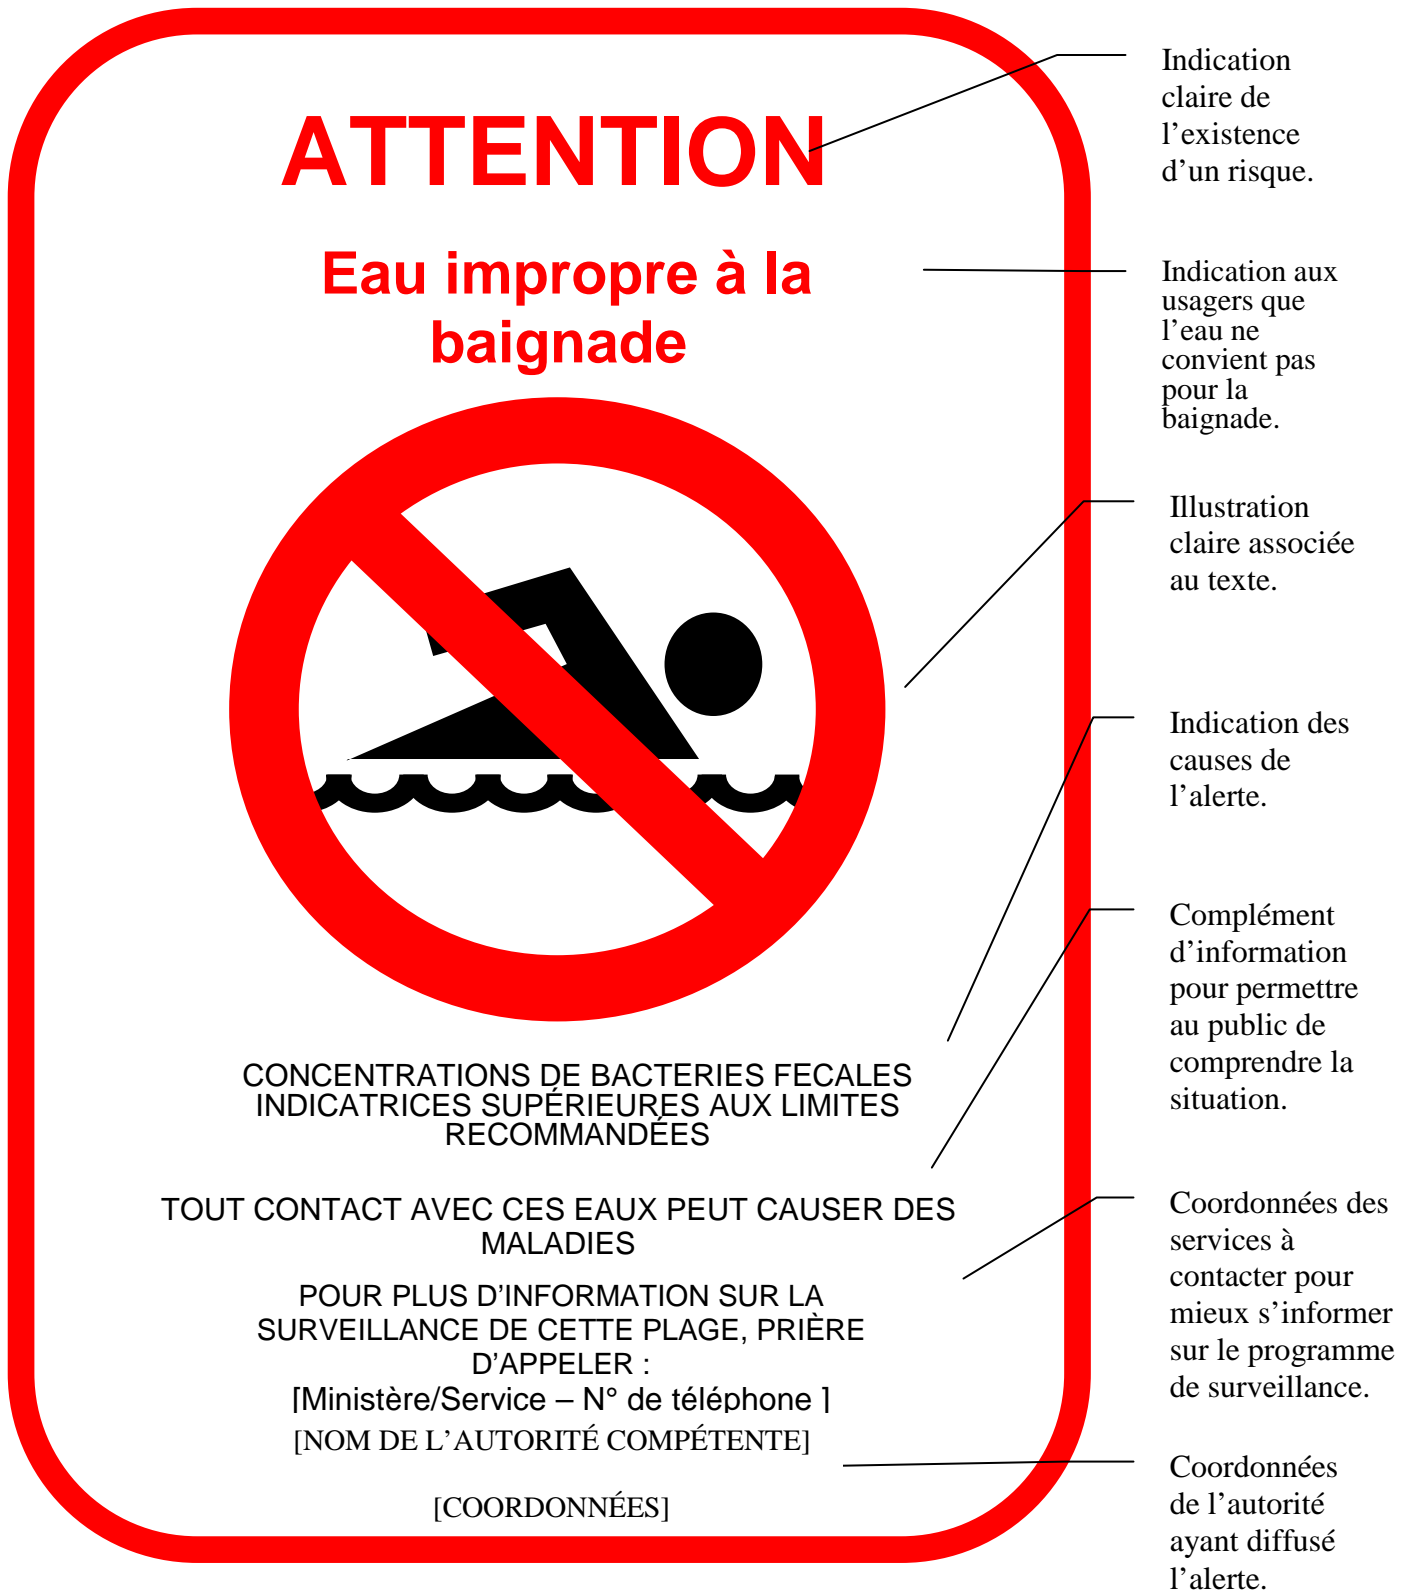 ATTENTION
Eau impropre à la
baignade
CONCENTRATIONS DE BACTERIES FECALES
INDICATRICES SUPÉRIEURES AUX LIMITES
RECOMMANDÉES
TOUT CONTACT AVEC CES EAUX PEUT CAUSER DES
MALADIES
POUR PLUS D’INFORMATION SUR LA
SURVEILLANCE DE CETTE PLAGE, PRIÈRE
D’APPELER :
[Ministère/Service – N° de téléphone ]
[NOM DE L’AUTORITÉ COMPÉTENTE]
[COORDONNÉES]
Indication
claire de
l’existence
d’un risque.
Indication aux
usagers que
l’eau ne
convient pas
pour la
baignade.
Illustration
claire associée
au texte.
Indication des
causes de
l’alerte.
Complément
d’information
pour permettre
au public de
comprendre la
situation.
Coordonnées des
services à
contacter pour
mieux s’informer
sur le programme
de surveillance.
Coordonnées
de l’autorité
ayant diffusé
l’alerte.